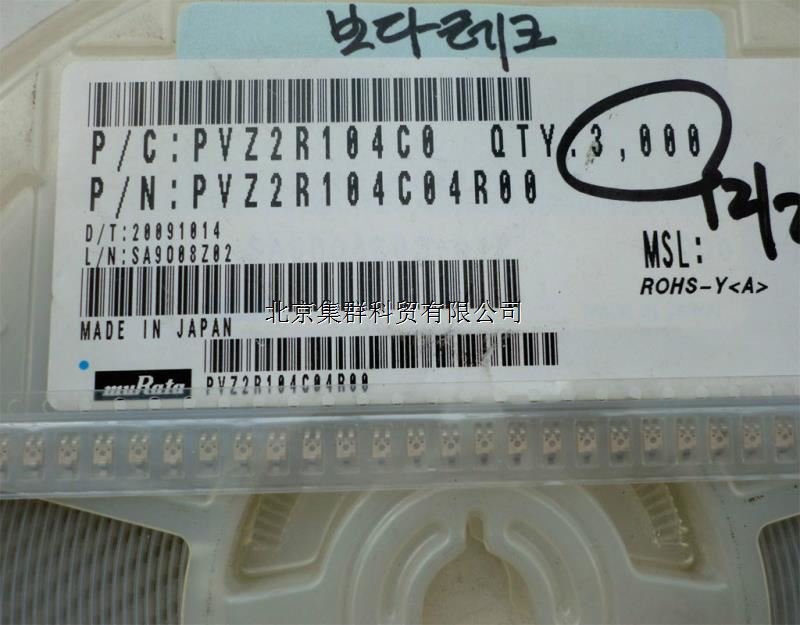 보다레크
P/C:PVZ2R104C0 QTY.3,000
P/N:PVZ2R104C04R00
D/T:20091014
L/N:SA9O08Z02
MSL:
ROHS-Y<A>
北京集群科贸有限公司
MADE IN JAPAN
muRata
PVZ2R104C04R00